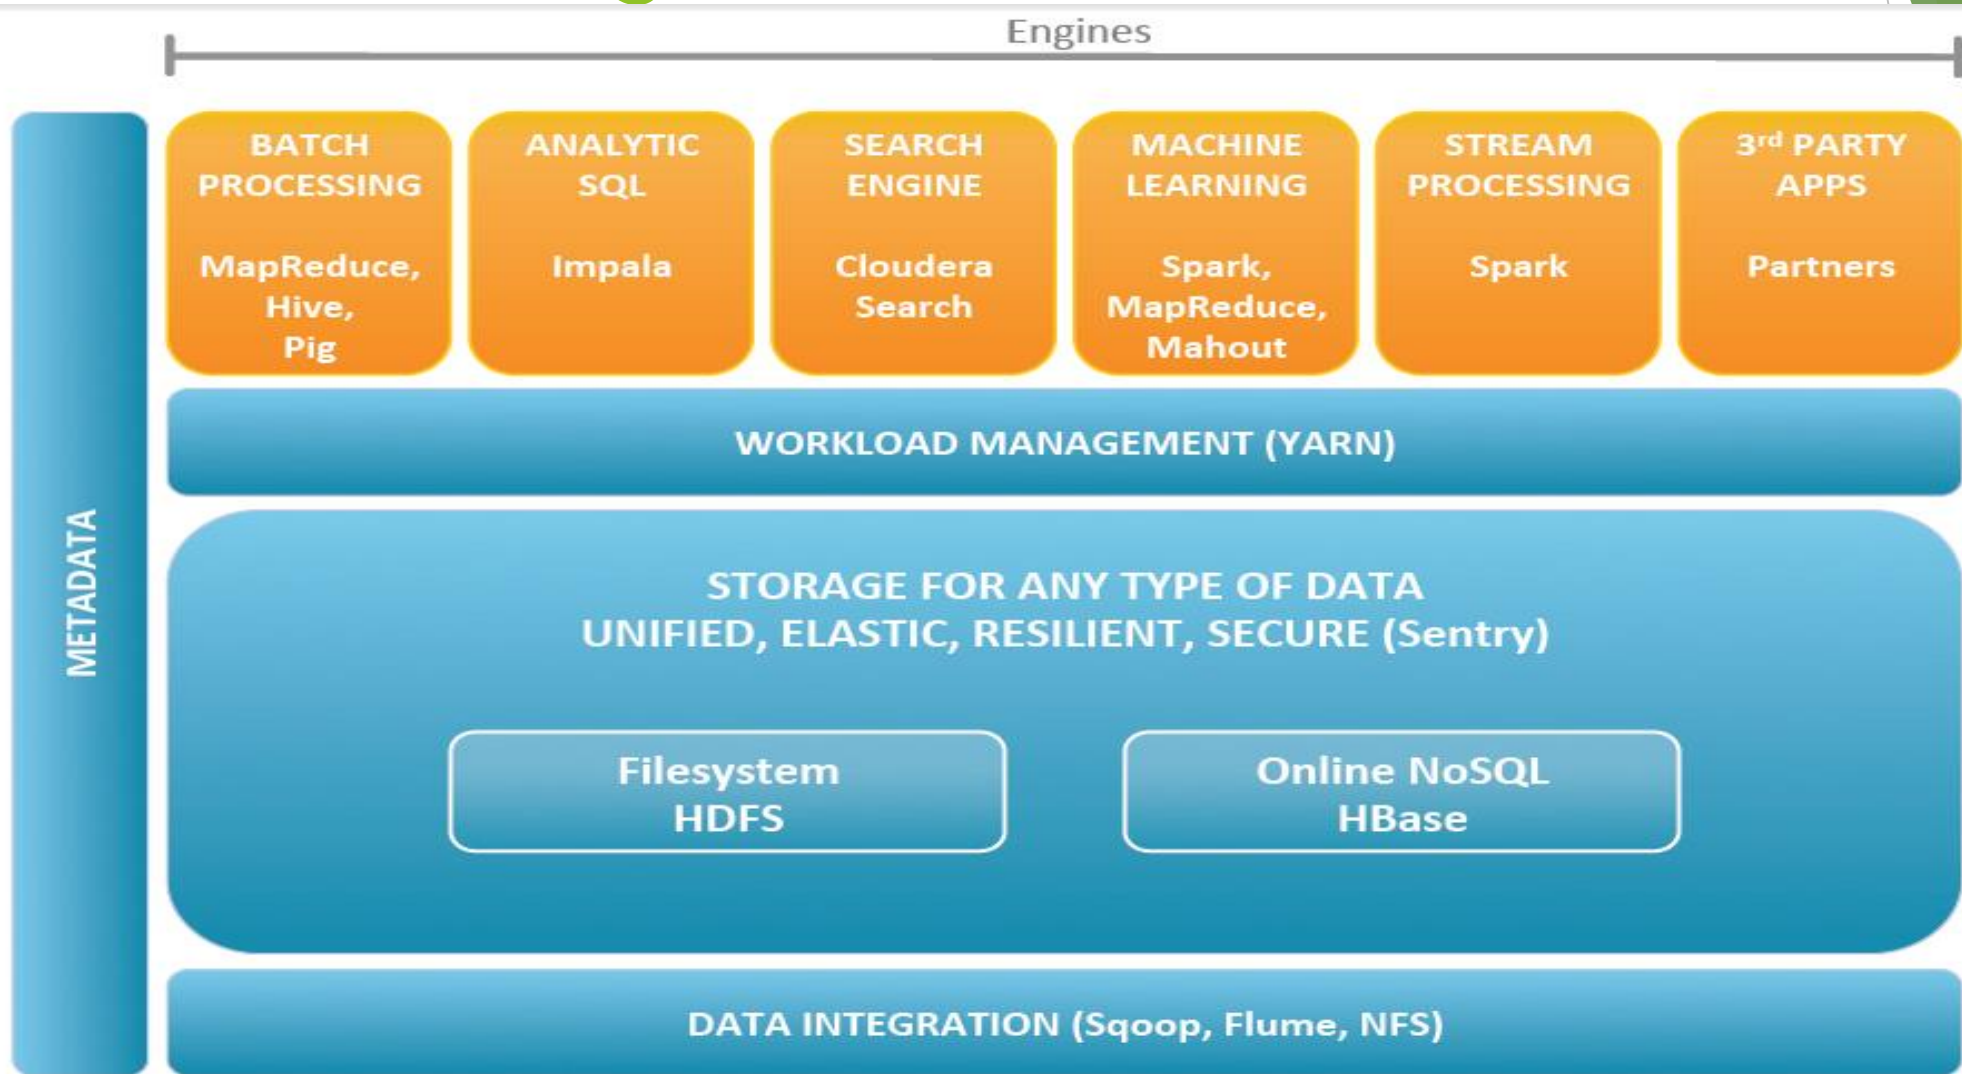 Engines
METADATA
BATCH
PROCESSING
MapReduce,
Hive,
Pig
ANALYTIC
SQL
Impala
SEARCH
ENGINE
Cloudera
Search
MACHINE
LEARNING
Spark,
MapReduce,
Mahout
STREAM
PROCESSING
Spark
3rd PARTY
APPS
Partners
WORKLOAD MANAGEMENT (YARN)
STORAGE FOR ANY TYPE OF DATA
UNIFIED, ELASTIC, RESILIENT, SECURE (Sentry)
Filesystem
HDFS
Online NoSQL
HBase
DATA INTEGRATION (Sqoop, Flume, NFS)